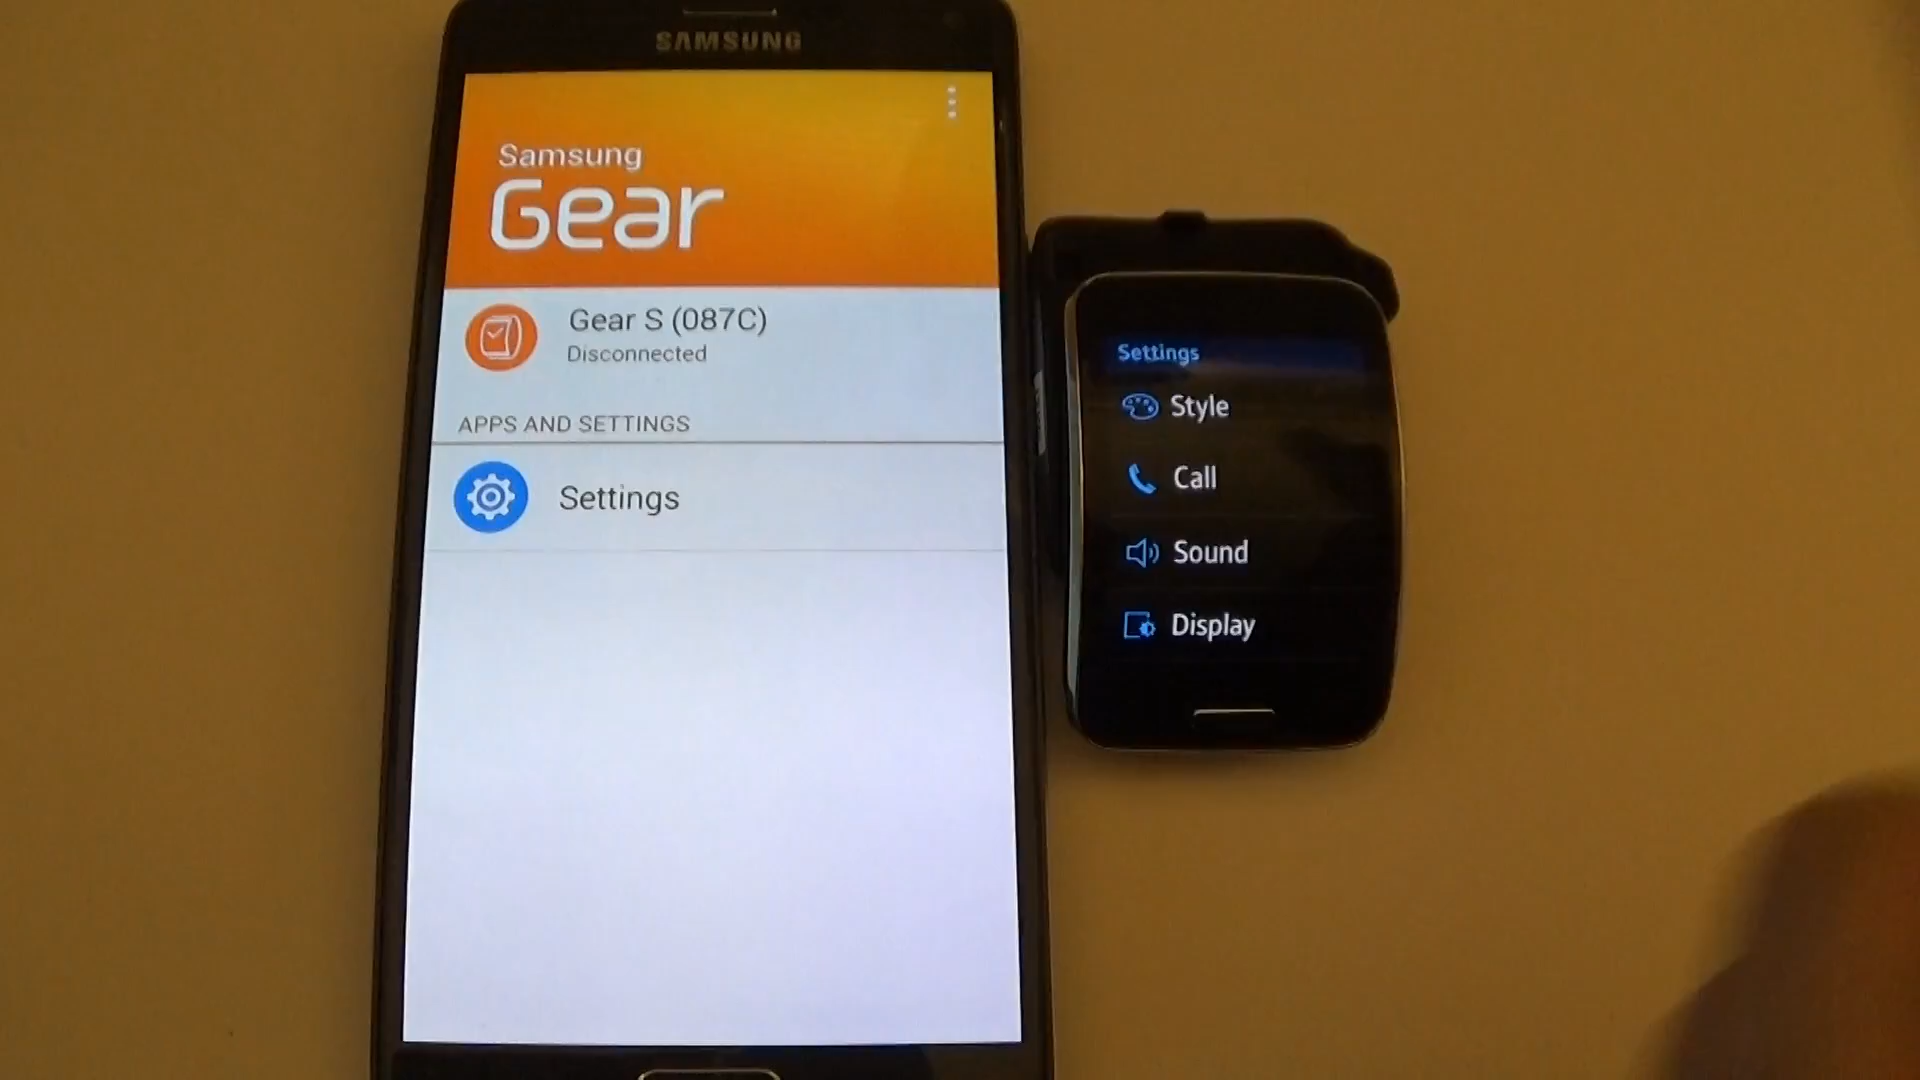 SAMSUNG
Samsung
Gear
Gear S (087C)
Disconnected
APPS AND SETTINGS
Settings
Settings
Style
Call
Sound
Display